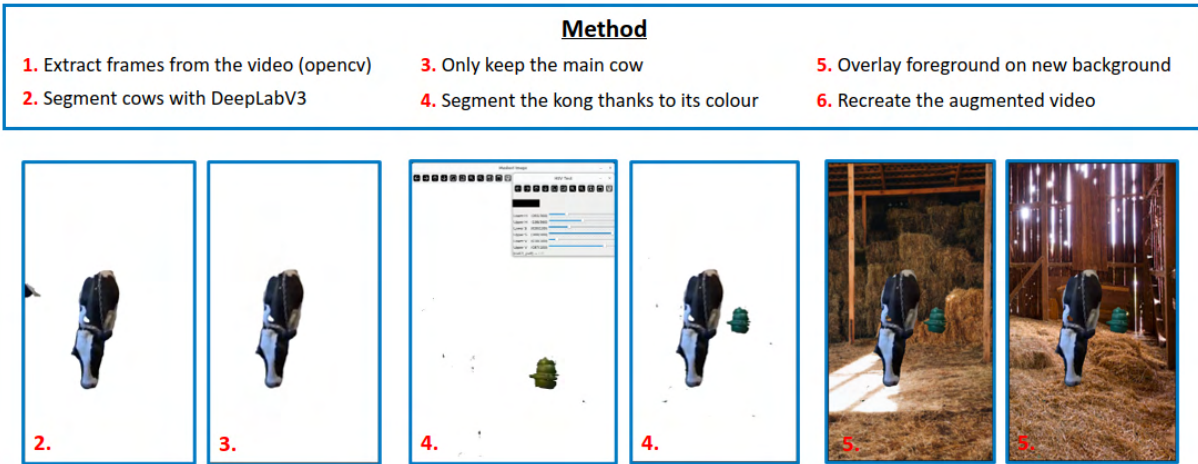 Method
1. Extract frames from the video (opencv)
2. Segment cows with DeepLabV3
3. Only keep the main cow
4. Segment the kong thanks to its colour
5. Overlay foreground on new background
6. Recreate the augmented video
2.
3.
4.
4.
5.
5.